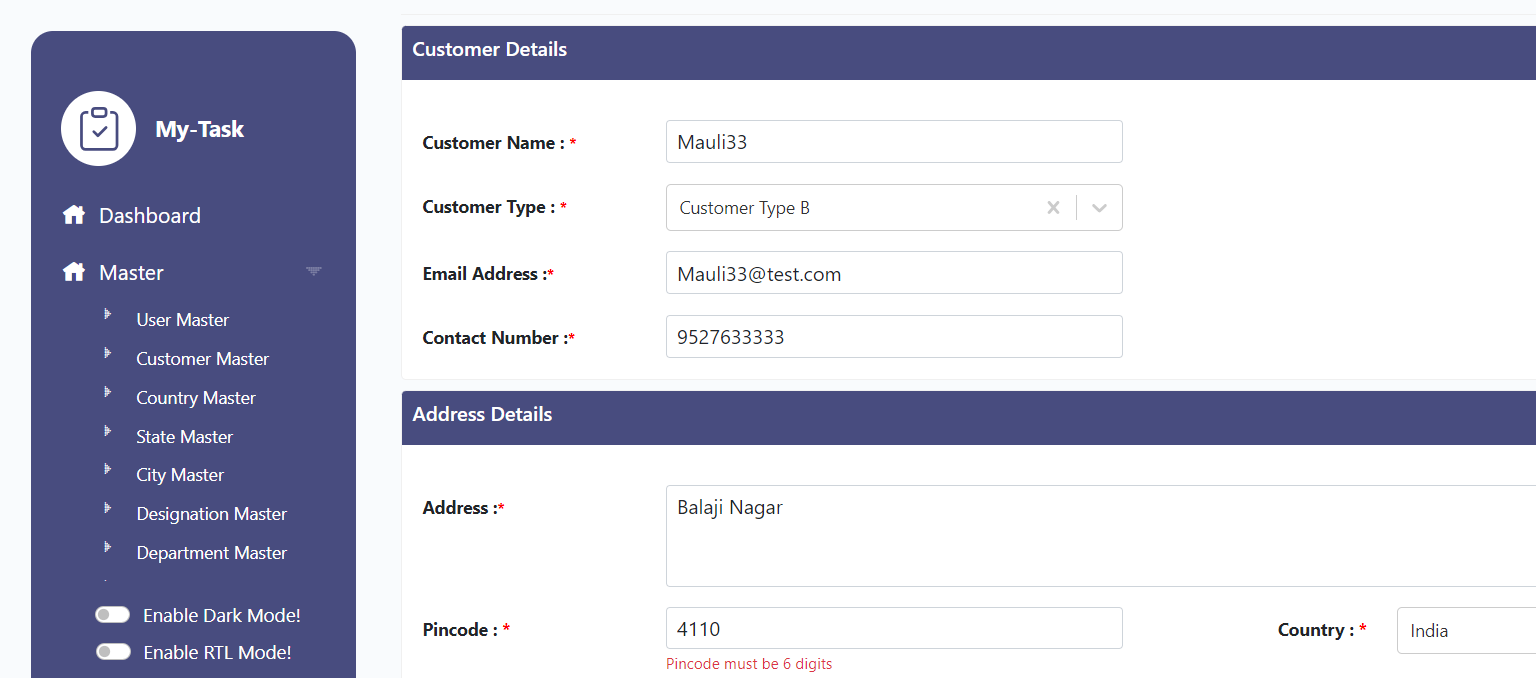 My-Task
Dashboard
Master
User Master
Customer Master
Country Master
State Master
City Master
Designation Master
Department Master
Enable Dark Mode!
Enable RTL Mode!
Customer Details
Customer Name : * Mauli33
Customer Type : * Customer Type B
Email Address :* Mauli33@test.com
Contact Number :* 9527633333
Address Details
Address :* Balaji Nagar
Pincode : * 4110 Country : * India
Pincode must be 6 digits